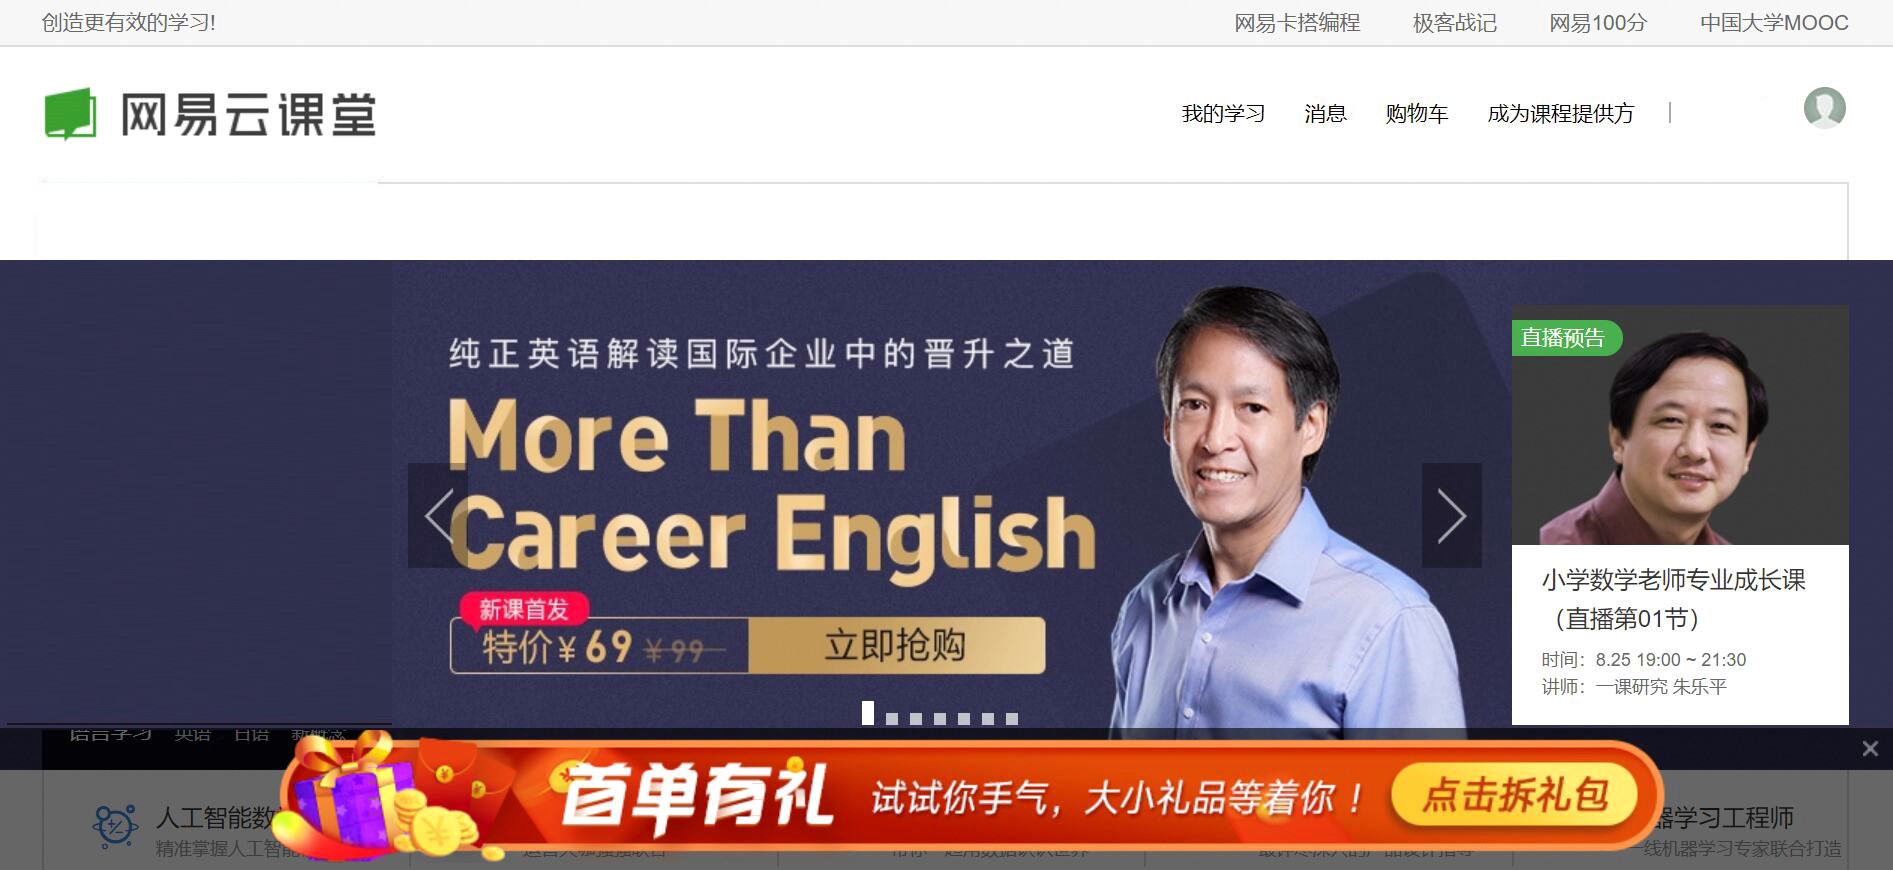 创造更有效的学习!
网易卡搭编程 极客战记 网易100分 中国大学MOOC
网易云课堂
我的学习 消息 购物车 成为课程提供方
纯正英语解读国际企业中的晋升之道
More Than
Career English
新课首发
特价¥69 ¥99 立即抢购
直播预告
小学数学老师专业成长课
（直播第01节）
时间：8.25 19:00 ~ 21:30
讲师：一课研究 朱乐平
语言学习 英语 日语 新概念
首单有礼 试试你手气，大小礼品等着你！ 点击拆礼包
人工智能数
器学习工程师
精准掌握人工智能
一线机器学习专家联合打造